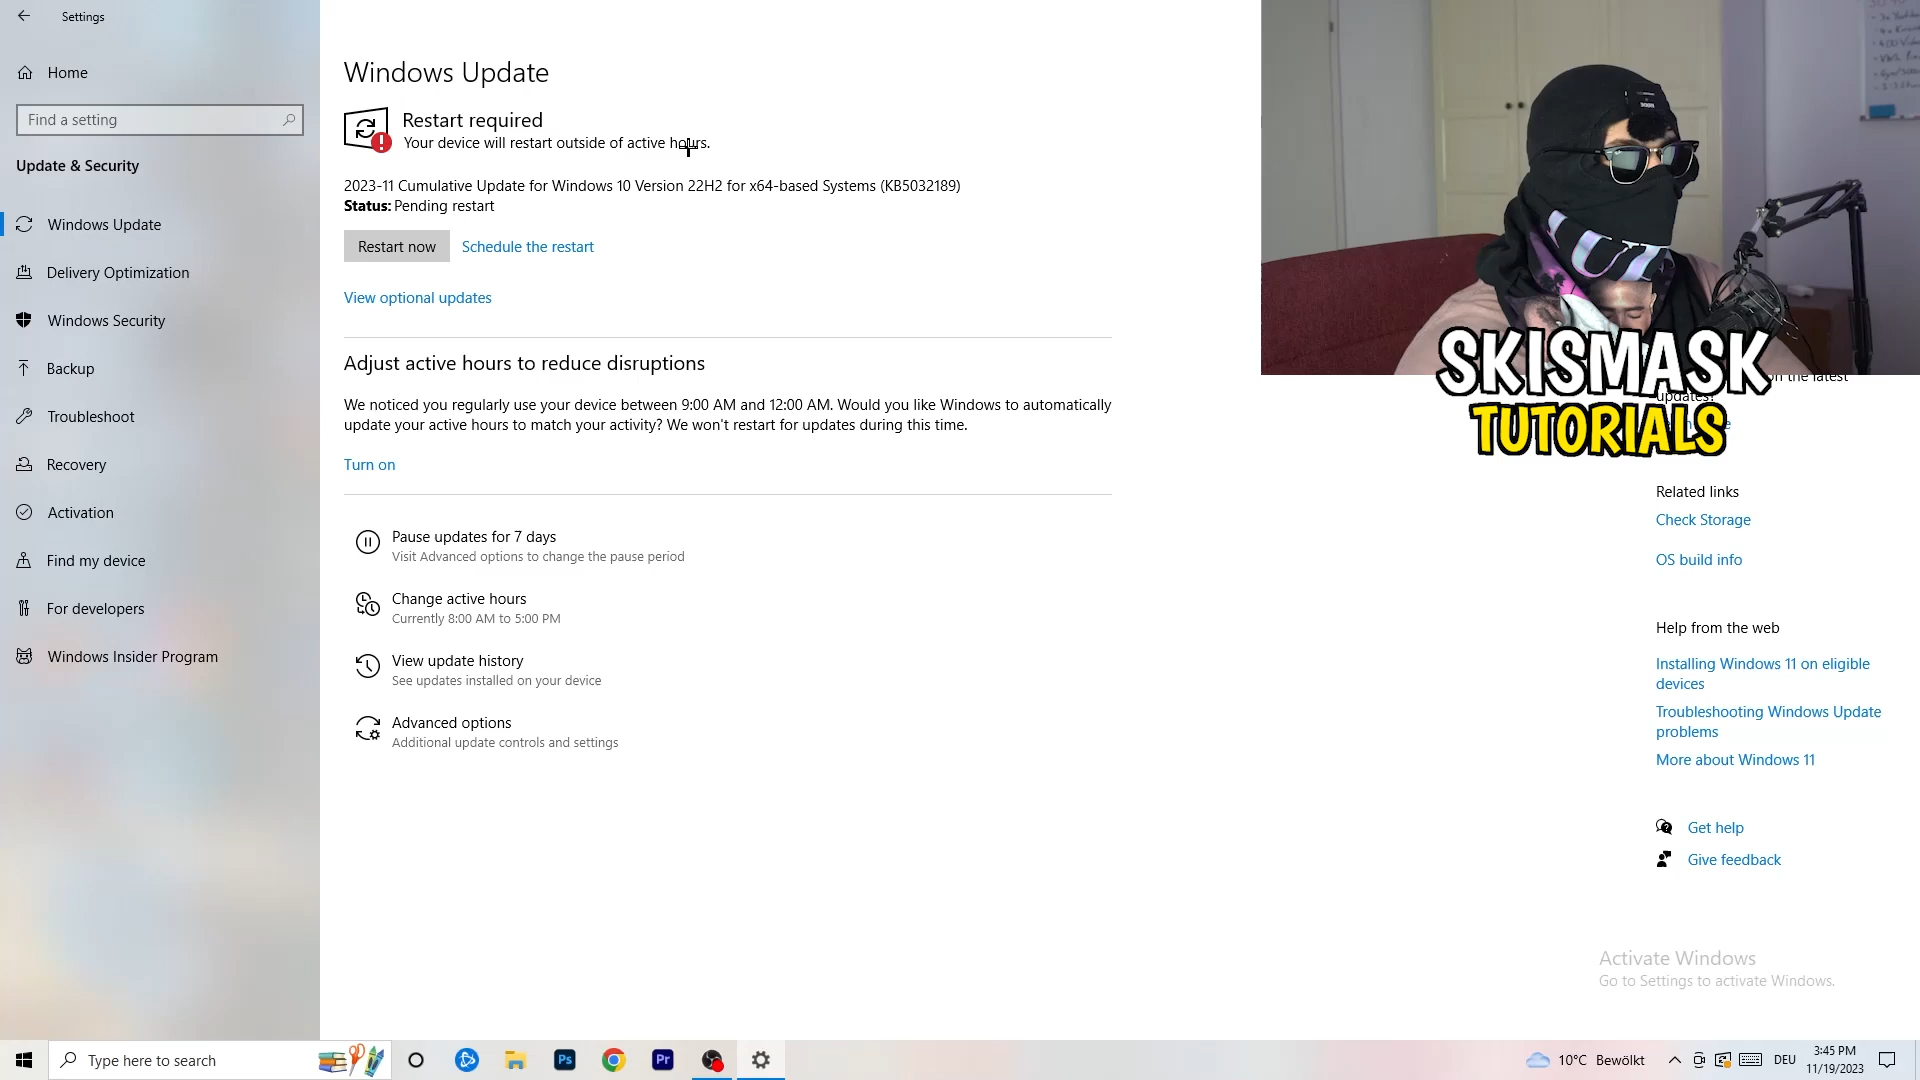 Settings
Home
Find a setting
Update & Security
Windows Update
Delivery Optimization
Windows Security
Backup
Troubleshoot
Recovery
Activation
Find my device
For developers
Windows Insider Program
Windows Update
Restart required
Your device will restart outside of active hours.
2023-11 Cumulative Update for Windows 10 Version 22H2 for x64-based Systems (KB5032189)
Status: Pending restart
Restart now
Schedule the restart
View optional updates
Adjust active hours to reduce disruptions
We noticed you regularly use your device between 9:00 AM and 12:00 AM. Would you like Windows to automatically
update your active hours to match your activity? We won't restart for updates during this time.
Turn on
Pause updates for 7 days
Visit Advanced options to change the pause period
Change active hours
Currently 8:00 AM to 5:00 PM
View update history
See updates installed on your device
Advanced options
Additional update controls and settings
SKISMASK
TUTORIALS
on the latest
updates?
Related links
Check Storage
OS build info
Help from the web
Installing Windows 11 on eligible
devices
Troubleshooting Windows Update
problems
More about Windows 11
Get help
Give feedback
Activate Windows
Go to Settings to activate Windows.
Type here to search
Ps
Pr
10°C Bewölkt
DEU
3:45 PM
11/19/2023